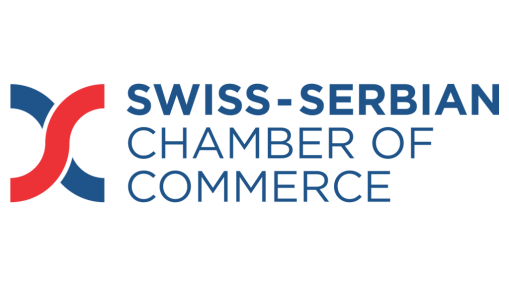 SWISS-SERBIAN
CHAMBER OF
COMMERCE